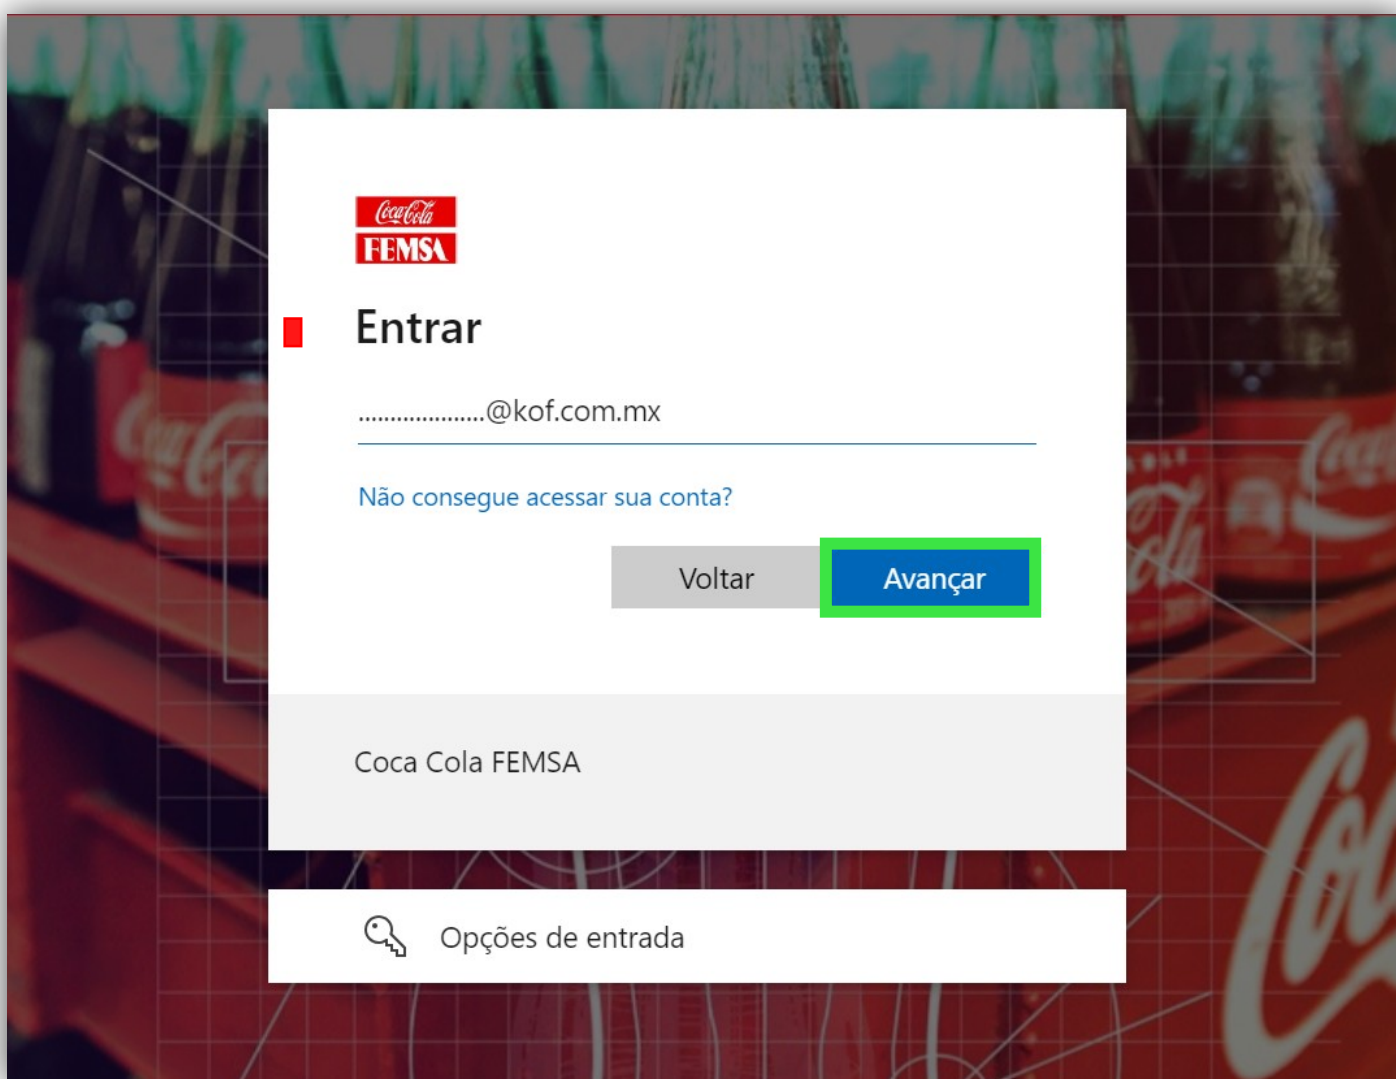 Coca-Cola
FEMSA
Entrar
....................@kof.com.mx
Não consegue acessar sua conta?
Voltar
Avançar
Coca Cola FEMSA
Opções de entrada